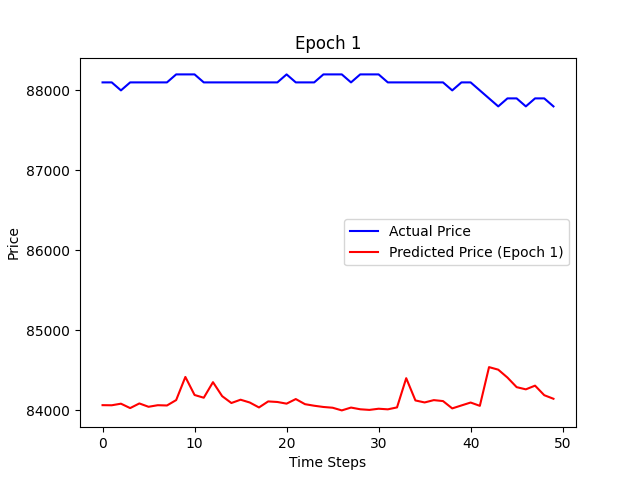 Epoch 1
Price
88000
87000
86000
85000
84000
Actual Price
Predicted Price (Epoch 1)
0 10 20 30 40 50
Time Steps